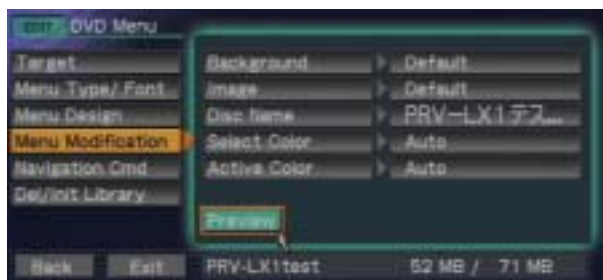 EDIT DVD Menu
Target
Menu Type/ Font
Menu Design
Menu Modification
Navigation Cmd
Del/Init Library
Background Default
Image Default
Disc Name PRV-LX1テス...
Select Color Auto
Active Color Auto
Preview
Back Exit PRV-LX1test 52 MB / 71 MB